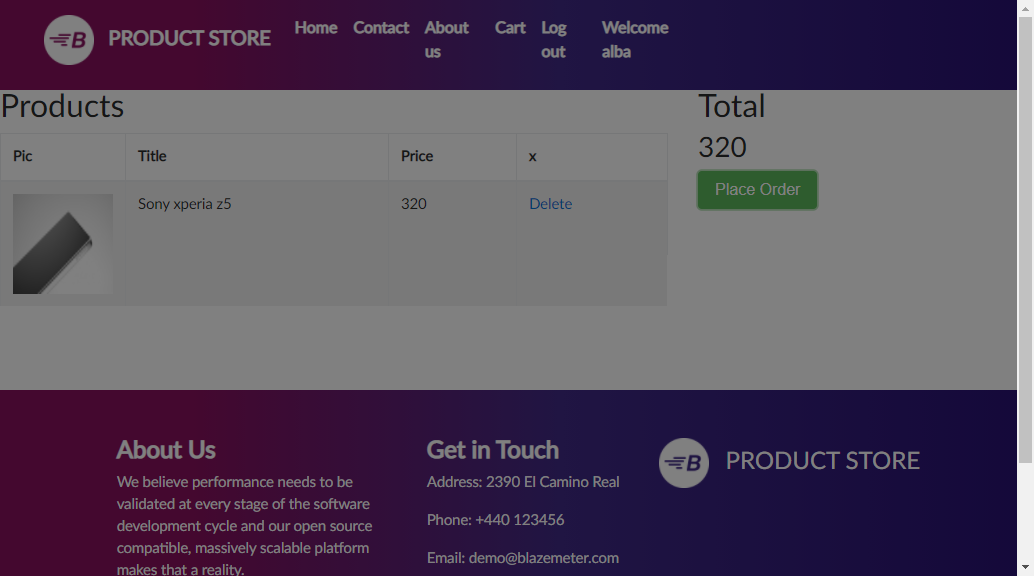 B PRODUCT STORE Home Contact About us Cart Log out Welcome alba
Products
Total
320
Pic Title Price x
Place Order
Sony xperia z5 320 Delete
About Us
We believe performance needs to be
validated at every stage of the software
development cycle and our open source
compatible, massively scalable platform
makes that a reality.
Get in Touch
Address: 2390 El Camino Real
Phone: +440 123456
Email: demo@blazemeter.com
B PRODUCT STORE